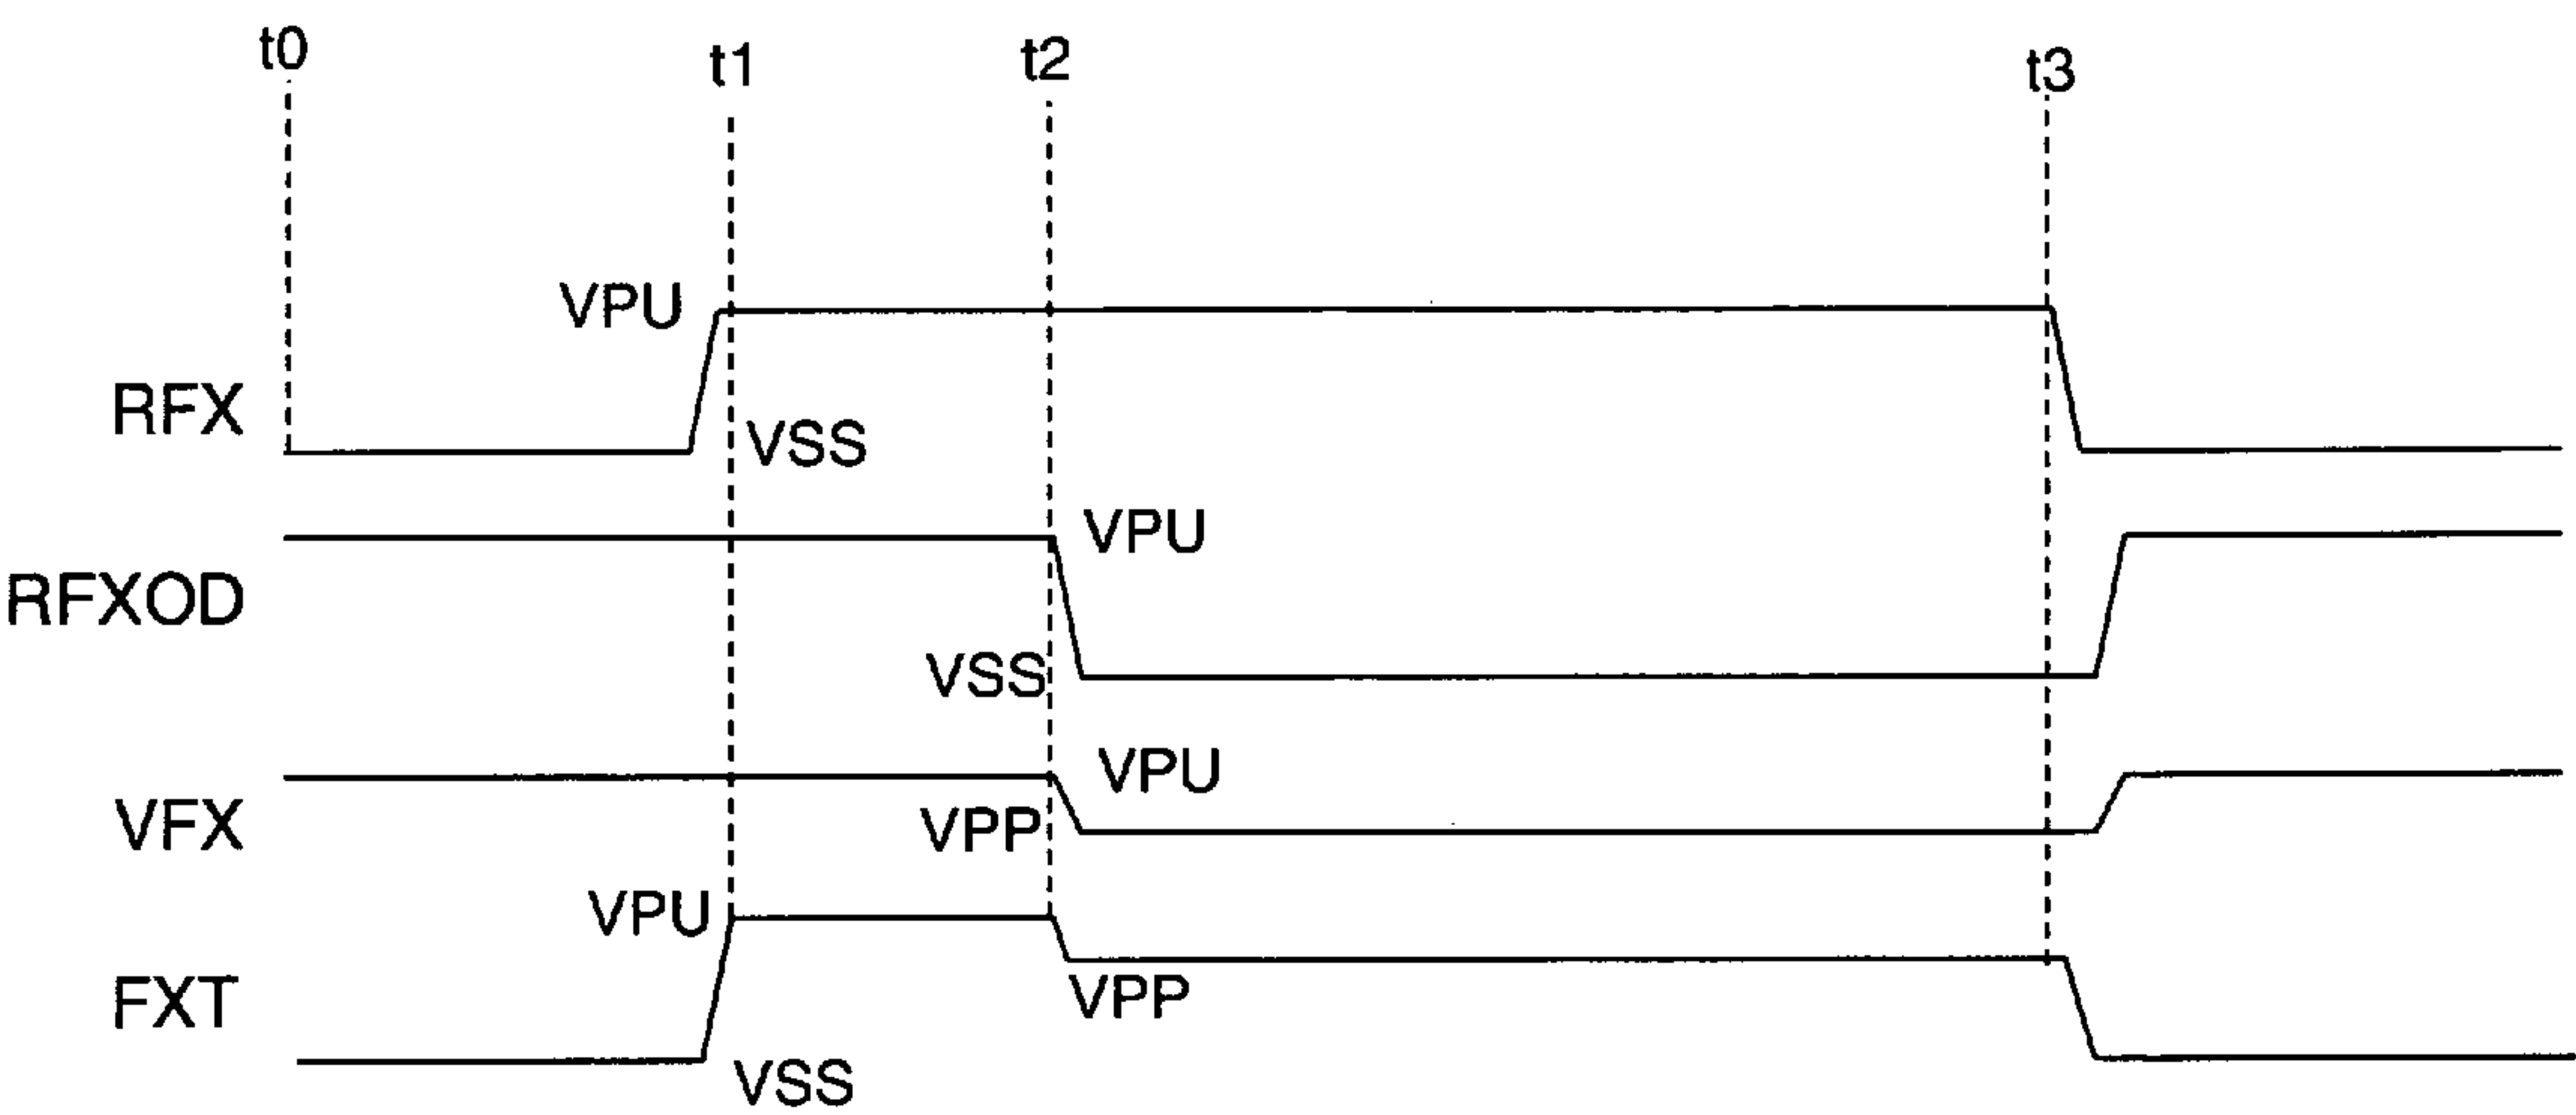 t0
t1
t2
t3
VPU
RFX
VSS
VPU
RFXOD
VSS
VPU
VFX
VPP
VPU
FXT
VPP
VSS